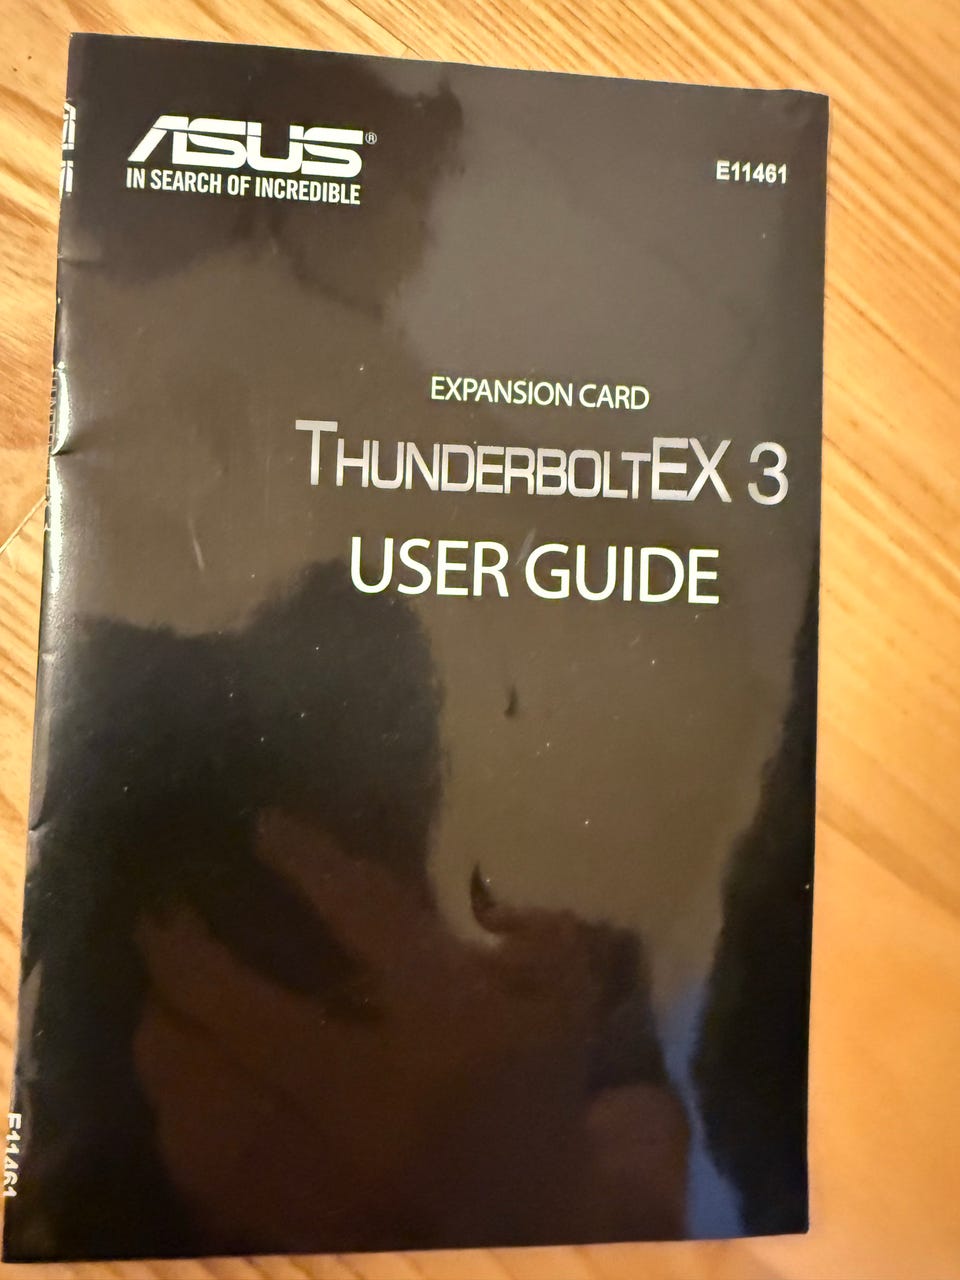 ASUS®
IN SEARCH OF INCREDIBLE
E11461
EXPANSION CARD
THUNDERBOLTEX 3
USER GUIDE
E11461